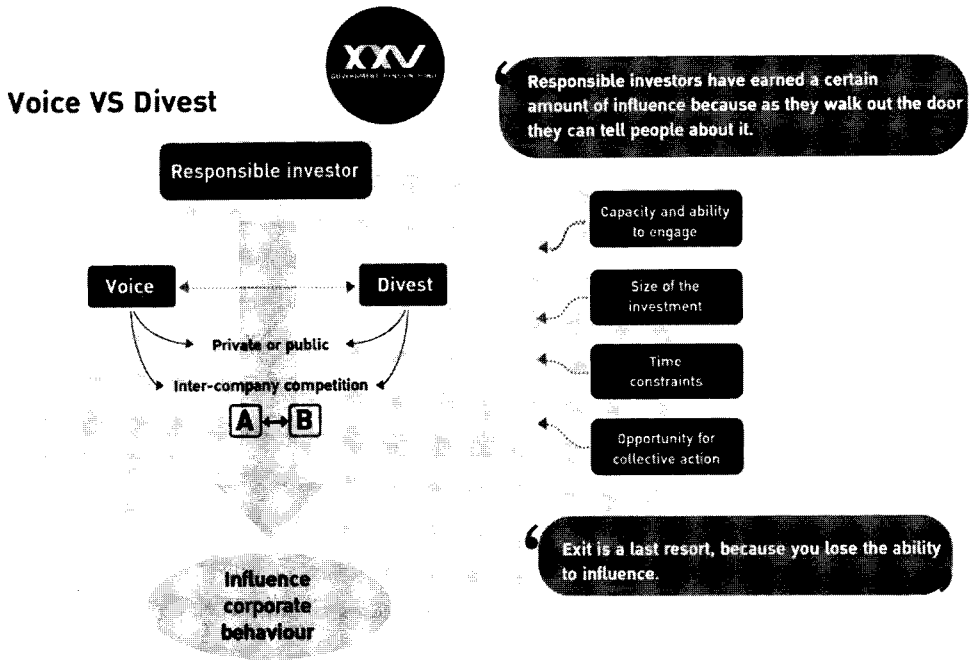 XXV
GOVERNMENT PENSION FUND
Voice VS Divest
Responsible investors have earned a certain
amount of influence because as they walk out the door
they can tell people about it.
Responsible investor
Voice
Divest
Private or public
Inter-company competition
A B
Influence
corporate
behaviour
Capacity and ability
to engage
Size of the
investment
Time
constraints
Opportunity for
collective action
Exit is a last resort, because you lose the ability
to influence.